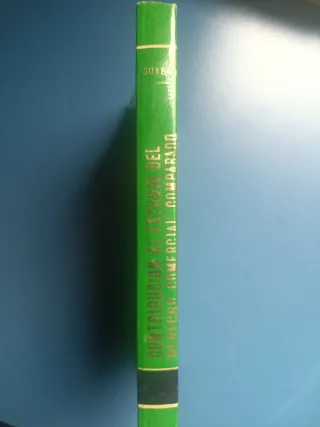 CONTRIBUCION AL ESTUDIO DEL
DERECHO COMERCIAL COMPARADO